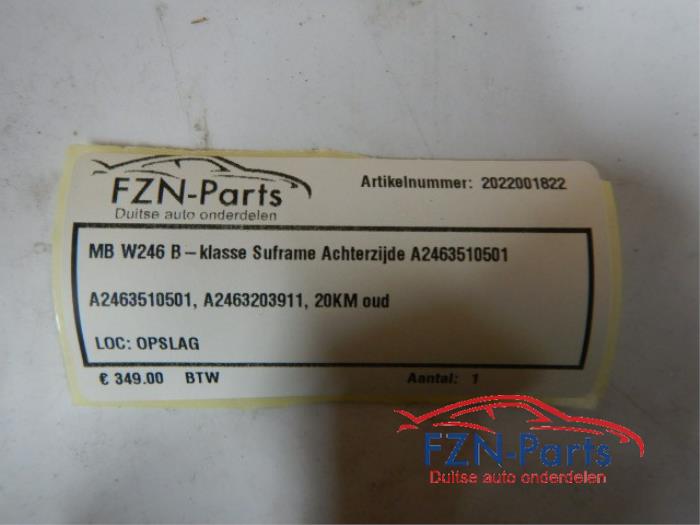 FZN-Parts
Duitse auto onderdelen
Artikelnummer: 2022001822
MB W246 B – klasse Suframe Achterzijde A2463510501
A2463510501, A2463203911, 20KM oud
LOC: OPSLAG
€ 349.00 BTW Aantal: 1
FZN-Parts
Duitse auto onderdelen